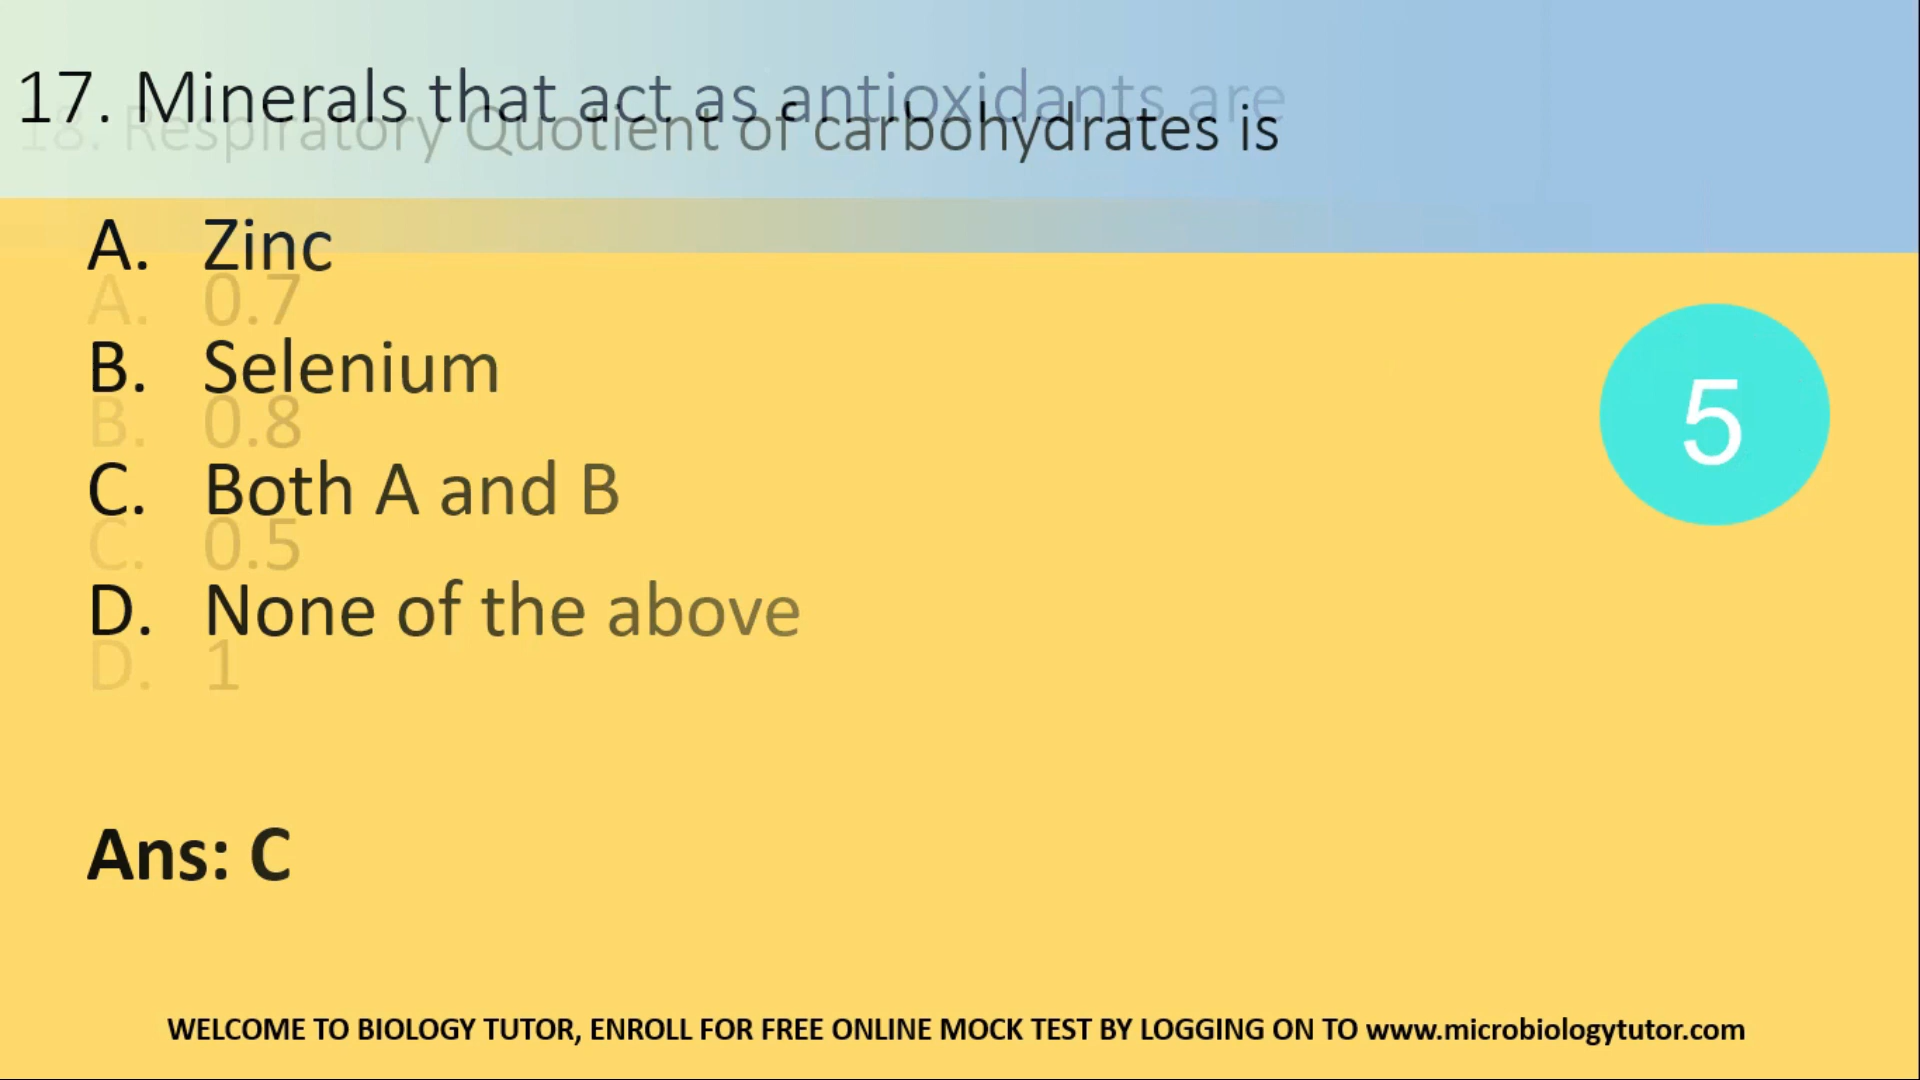 17. Minerals that act as antioxidants are
18. Respiratory Quotient of carbohydrates is
A. Zinc
A. 0.7
B. Selenium
B. 0.8
C. Both A and B
C. 0.5
D. None of the above
D. 1
5
Ans: C
WELCOME TO BIOLOGY TUTOR, ENROLL FOR FREE ONLINE MOCK TEST BY LOGGING ON TO www.microbiologytutor.com